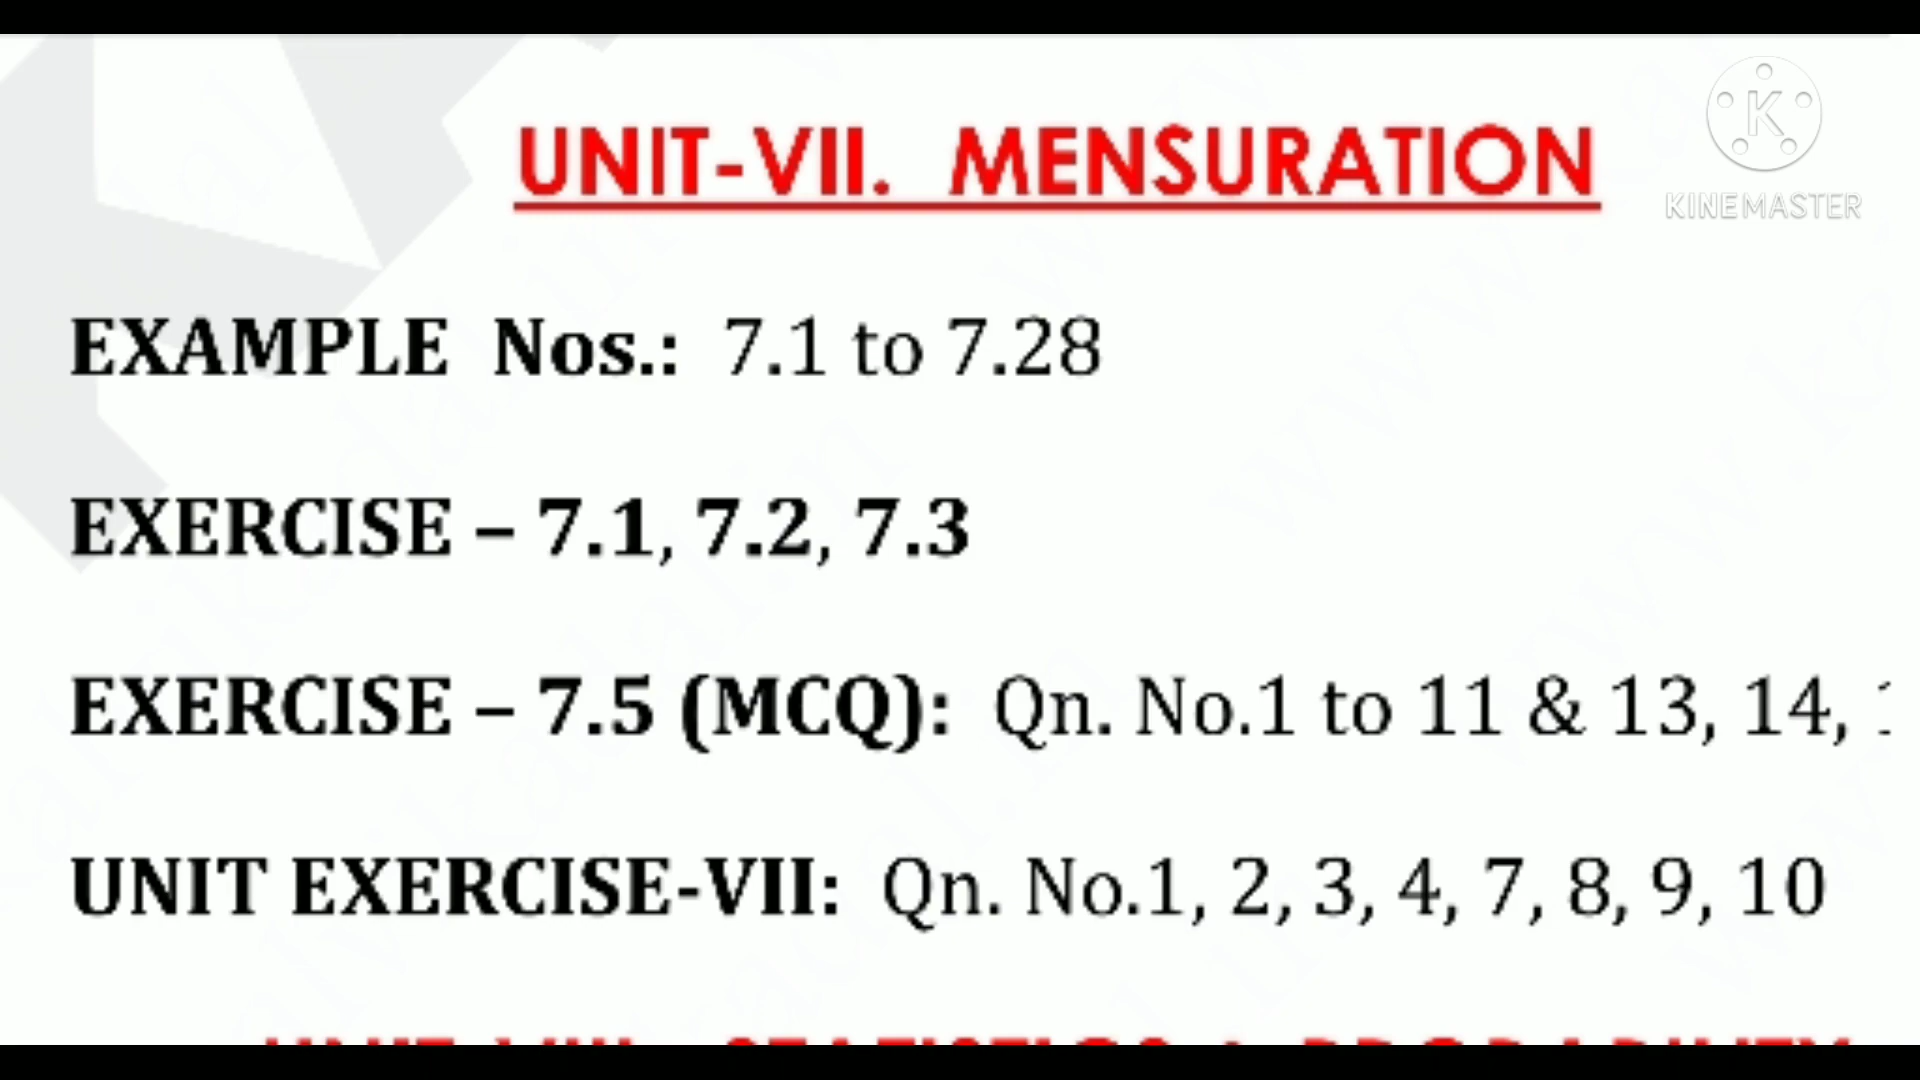 UNIT-VII. MENSURATION
KINEMASTER
EXAMPLE Nos.: 7.1 to 7.28
EXERCISE – 7.1, 7.2, 7.3
EXERCISE – 7.5 (MCQ): Qn. No.1 to 11 & 13, 14,
UNIT EXERCISE-VII: Qn. No.1, 2, 3, 4, 7, 8, 9, 10